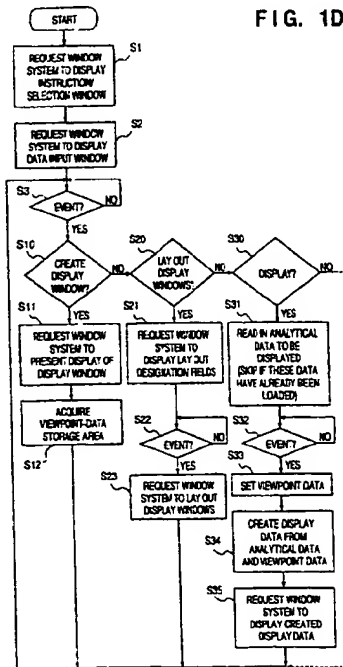 FIG. 1D
START
S1
REQUEST WINDOW
SYSTEM TO DISPLAY
INSTRUCTION/
SELECTION WINDOW
S2
REQUEST WINDOW
SYSTEM TO DISPLAY
DATA INPUT WINDOW
S3
EVENT?
NO
YES
S10
CREATE
DISPLAY
WINDOW?
NO
YES
S11
REQUEST WINDOW
SYSTEM TO
PRESENT DISPLAY OF
DISPLAY WINDOW
ACQUIRE
VIEWPOINT-DATA
STORAGE AREA
S12
S20
LAY OUT
DISPLAY
WINDOWS?
NO
YES
S21
REQUEST WINDOW
SYSTEM TO
DISPLAY LAY OUT
DESIGNATION FIELDS
S22
EVENT?
NO
YES
S23
REQUEST WINDOW
SYSTEM TO LAY OUT
DISPLAY WINDOWS
S30
DISPLAY?
NO
YES
S31
READ IN ANALYTICAL
DATA TO BE
DISPLAYED
(SKIP IF THESE DATA
HAVE ALREADY BEEN
LOADED)
S32
EVENT?
NO
YES
S33
SET VIEWPOINT DATA
CREATE DISPLAY
DATA FROM
ANALYTICAL DATA
AND VIEWPOINT DATA
S34
S35
REQUEST WINDOW
SYSTEM TO
DISPLAY CREATED
DISPLAY DATA